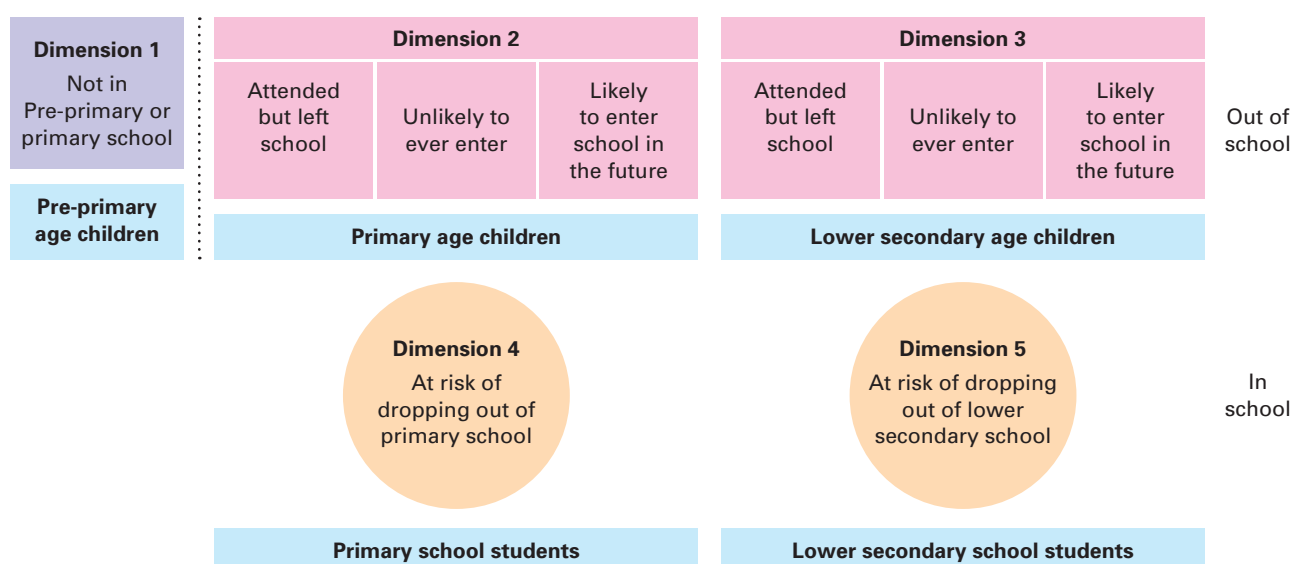 Dimension 1
Not in
Pre-primary or
primary school
Pre-primary
age children
Dimension 2
Attended
but left
school
Unlikely to
ever enter
Likely
to enter
school in
the future
Primary age children
Dimension 3
Attended
but left
school
Unlikely to
ever enter
Likely
to enter
school in
the future
Lower secondary age children
Out of
school
Dimension 4
At risk of
dropping out of
primary school
Primary school students
Dimension 5
At risk of dropping
out of lower
secondary school
Lower secondary school students
In
school